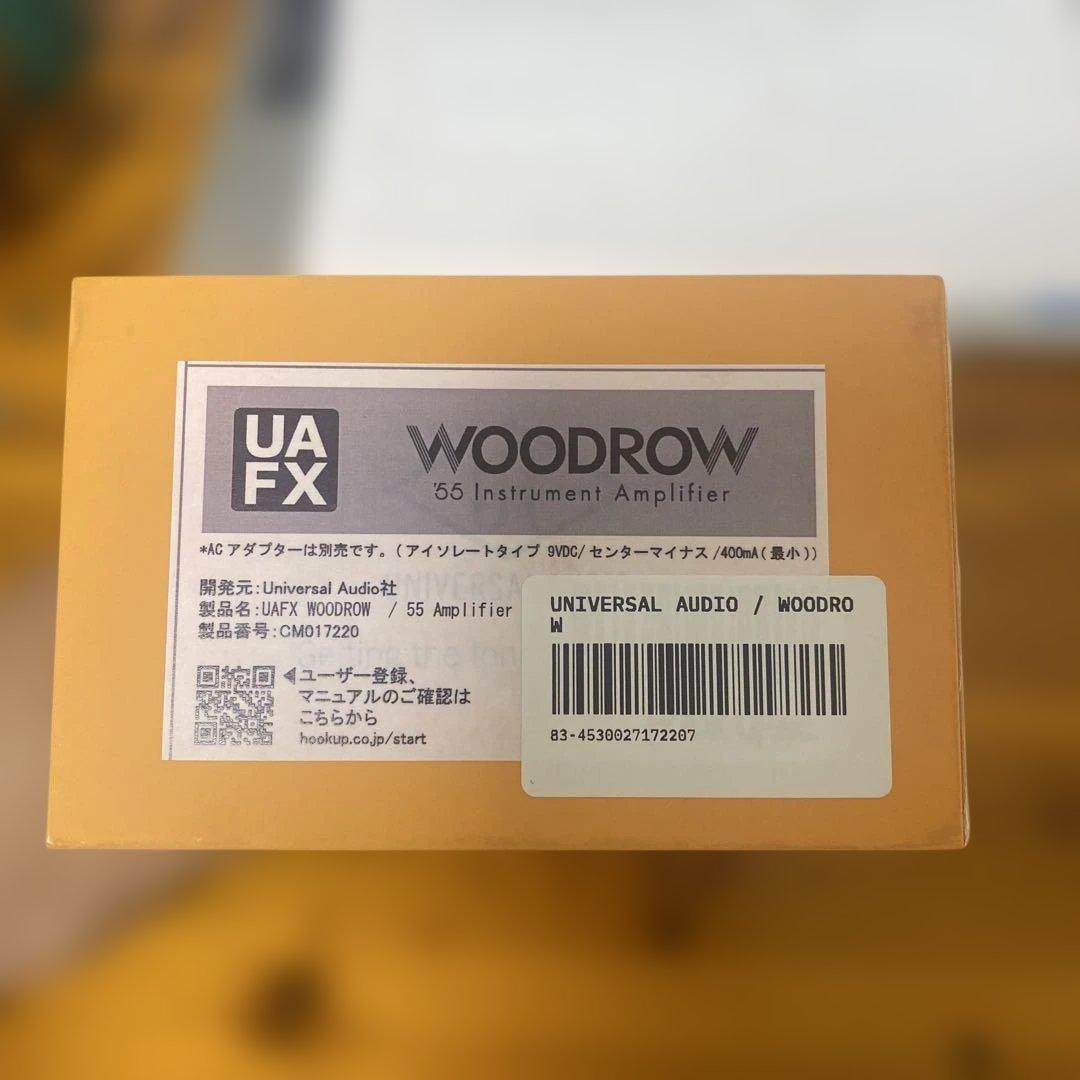 UA
FX
WOODROW
'55 Instrument Amplifier
*AC アダプターは別売です。(アイソレートタイプ 9VDC/センターマイナス/400mA(最小))
開発元:Universal Audio社
製品名:UAFX WOODROW / 55 Amplifier
製品番号:CM017220
◀ユーザー登録、
マニュアルのご確認は
こちらから
hookup.co.jp/start
UNIVERSAL AUDIO / WOODRO
W
83-4530027172207